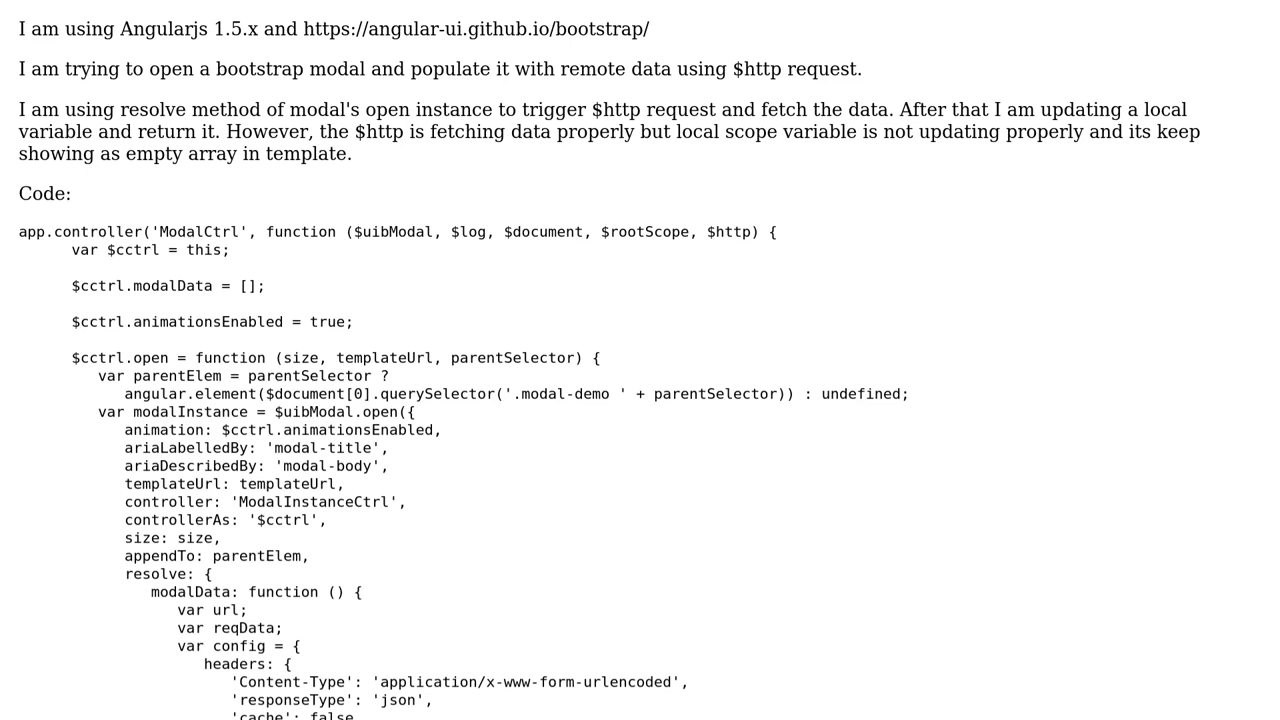 I am using Angularjs 1.5.x and https://angular-ui.github.io/bootstrap/
I am trying to open a bootstrap modal and populate it with remote data using $http request.
I am using resolve method of modal's open instance to trigger $http request and fetch the data. After that I am updating a local
variable and return it. However, the $http is fetching data properly but local scope variable is not updating properly and its keep
showing as empty array in template.
Code:
app.controller('ModalCtrl', function ($uibModal, $log, $document, $rootScope, $http) {
      var $cctrl = this;
      $cctrl.modalData = [];
      $cctrl.animationsEnabled = true;
      $cctrl.open = function (size, templateUrl, parentSelector) {
         var parentElem = parentSelector ?
            angular.element($document[0].querySelector('.modal-demo ' + parentSelector)) : undefined;
         var modalInstance = $uibModal.open({
            animation: $cctrl.animationsEnabled,
            ariaLabelledBy: 'modal-title',
            ariaDescribedBy: 'modal-body',
            templateUrl: templateUrl,
            controller: 'ModalInstanceCtrl',
            controllerAs: '$cctrl',
            size: size,
            appendTo: parentElem,
            resolve: {
               modalData: function () {
                  var url;
                  var reqData;
                  var config = {
                     headers: {
                        'Content-Type': 'application/x-www-form-urlencoded',
                        'responseType': 'json',
                        'cache': false